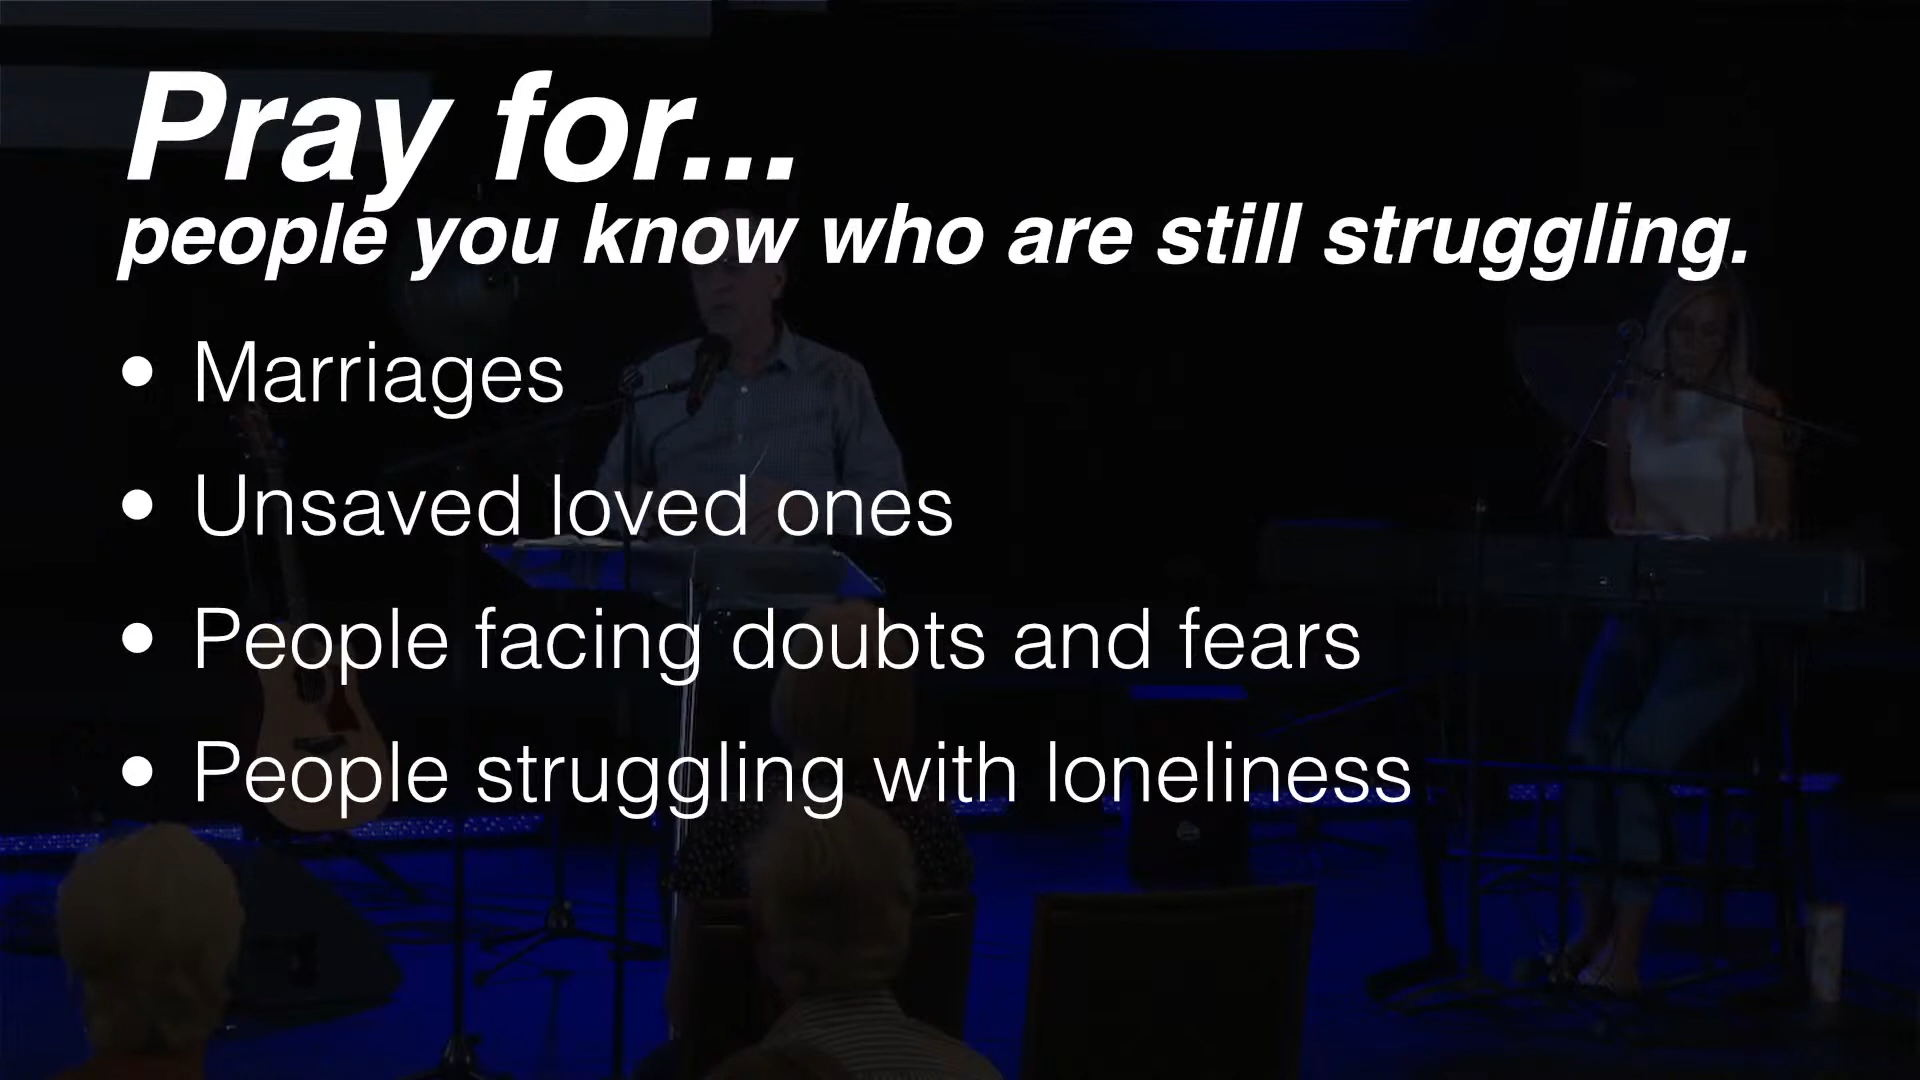 Pray for...
people you know who are still struggling.
• Marriages
• Unsaved loved ones
• People facing doubts and fears
• People struggling with loneliness